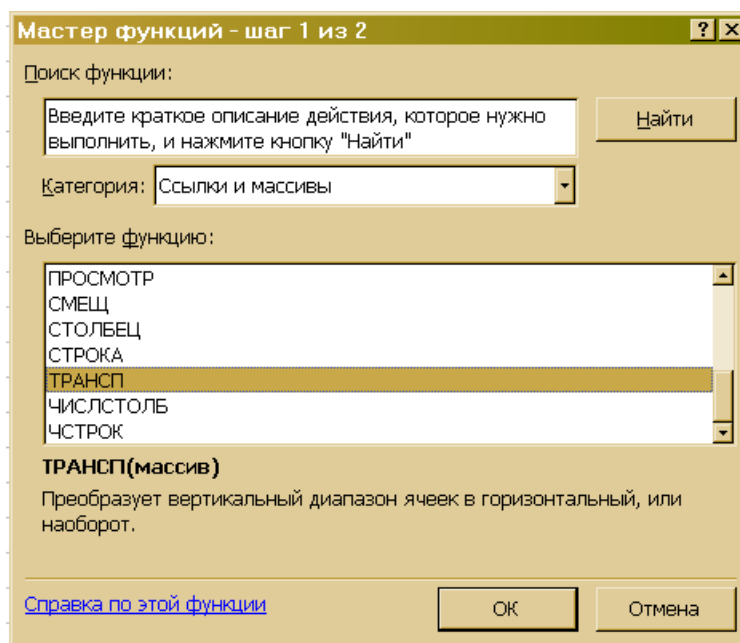 Мастер функций - шаг 1 из 2
Поиск функции:
Введите краткое описание действия, которое нужно
выполнить, и нажмите кнопку "Найти"
Найти
Категория: Ссылки и массивы
Выберите функцию:
ПРОСМОТР
СМЕЩ
СТОЛБЕЦ
СТРОКА
ТРАНСП
ЧИСЛСТОЛБ
ЧСТРОК
ТРАНСП(массив)
Преобразует вертикальный диапазон ячеек в горизонтальный, или
наоборот.
Справка по этой функции
ОК
Отмена